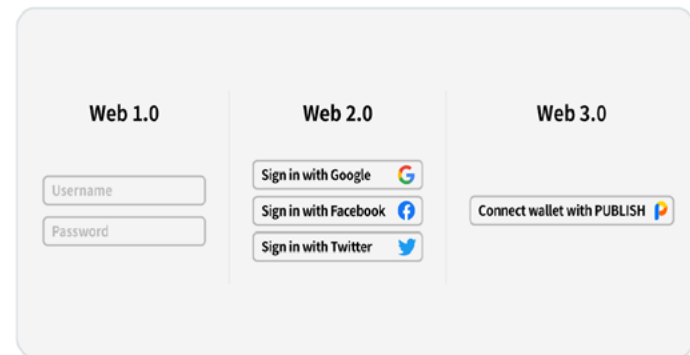 Web 1.0
Username
Password
Web 2.0
Sign in with Google
Sign in with Facebook
Sign in with Twitter
Web 3.0
Connect wallet with PUBLISH